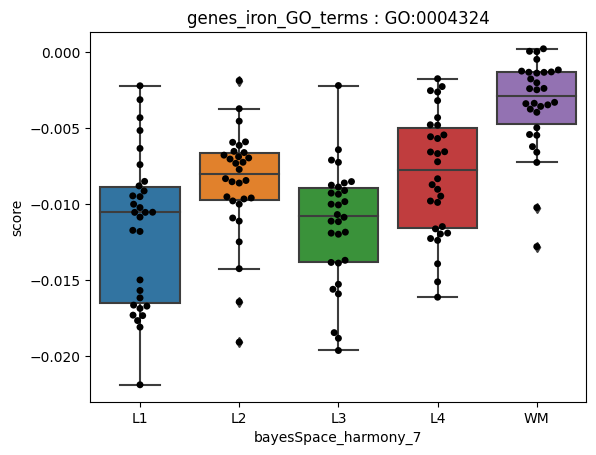 genes_iron_GO_terms : GO:0004324
0.000
−0.005
−0.010
−0.015
−0.020
score
L1 L2 L3 L4 WM
bayesSpace_harmony_7